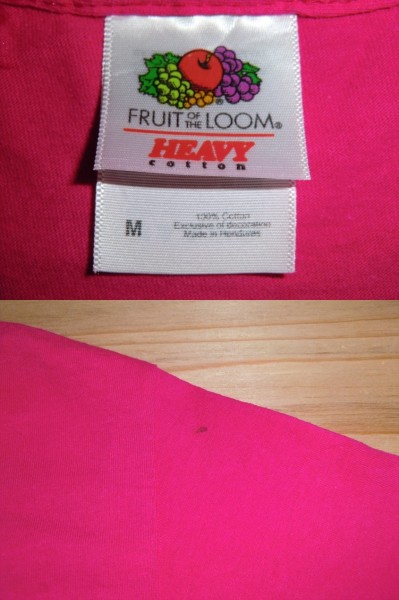 FRUIT OF THE LOOM®
HEAVY
cotton
M
100% Cotton
Exclusive of decoration
Made in Honduras